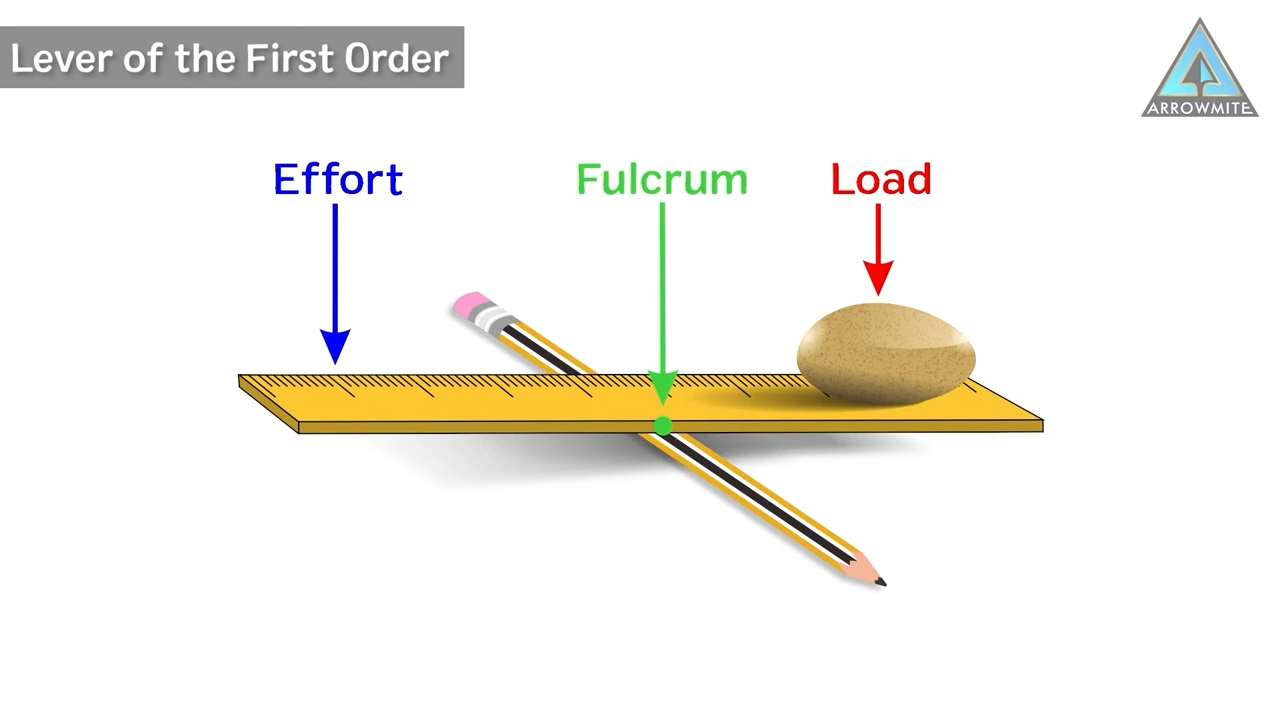 Lever of the First Order
ARROWMITE
Effort
Fulcrum
Load